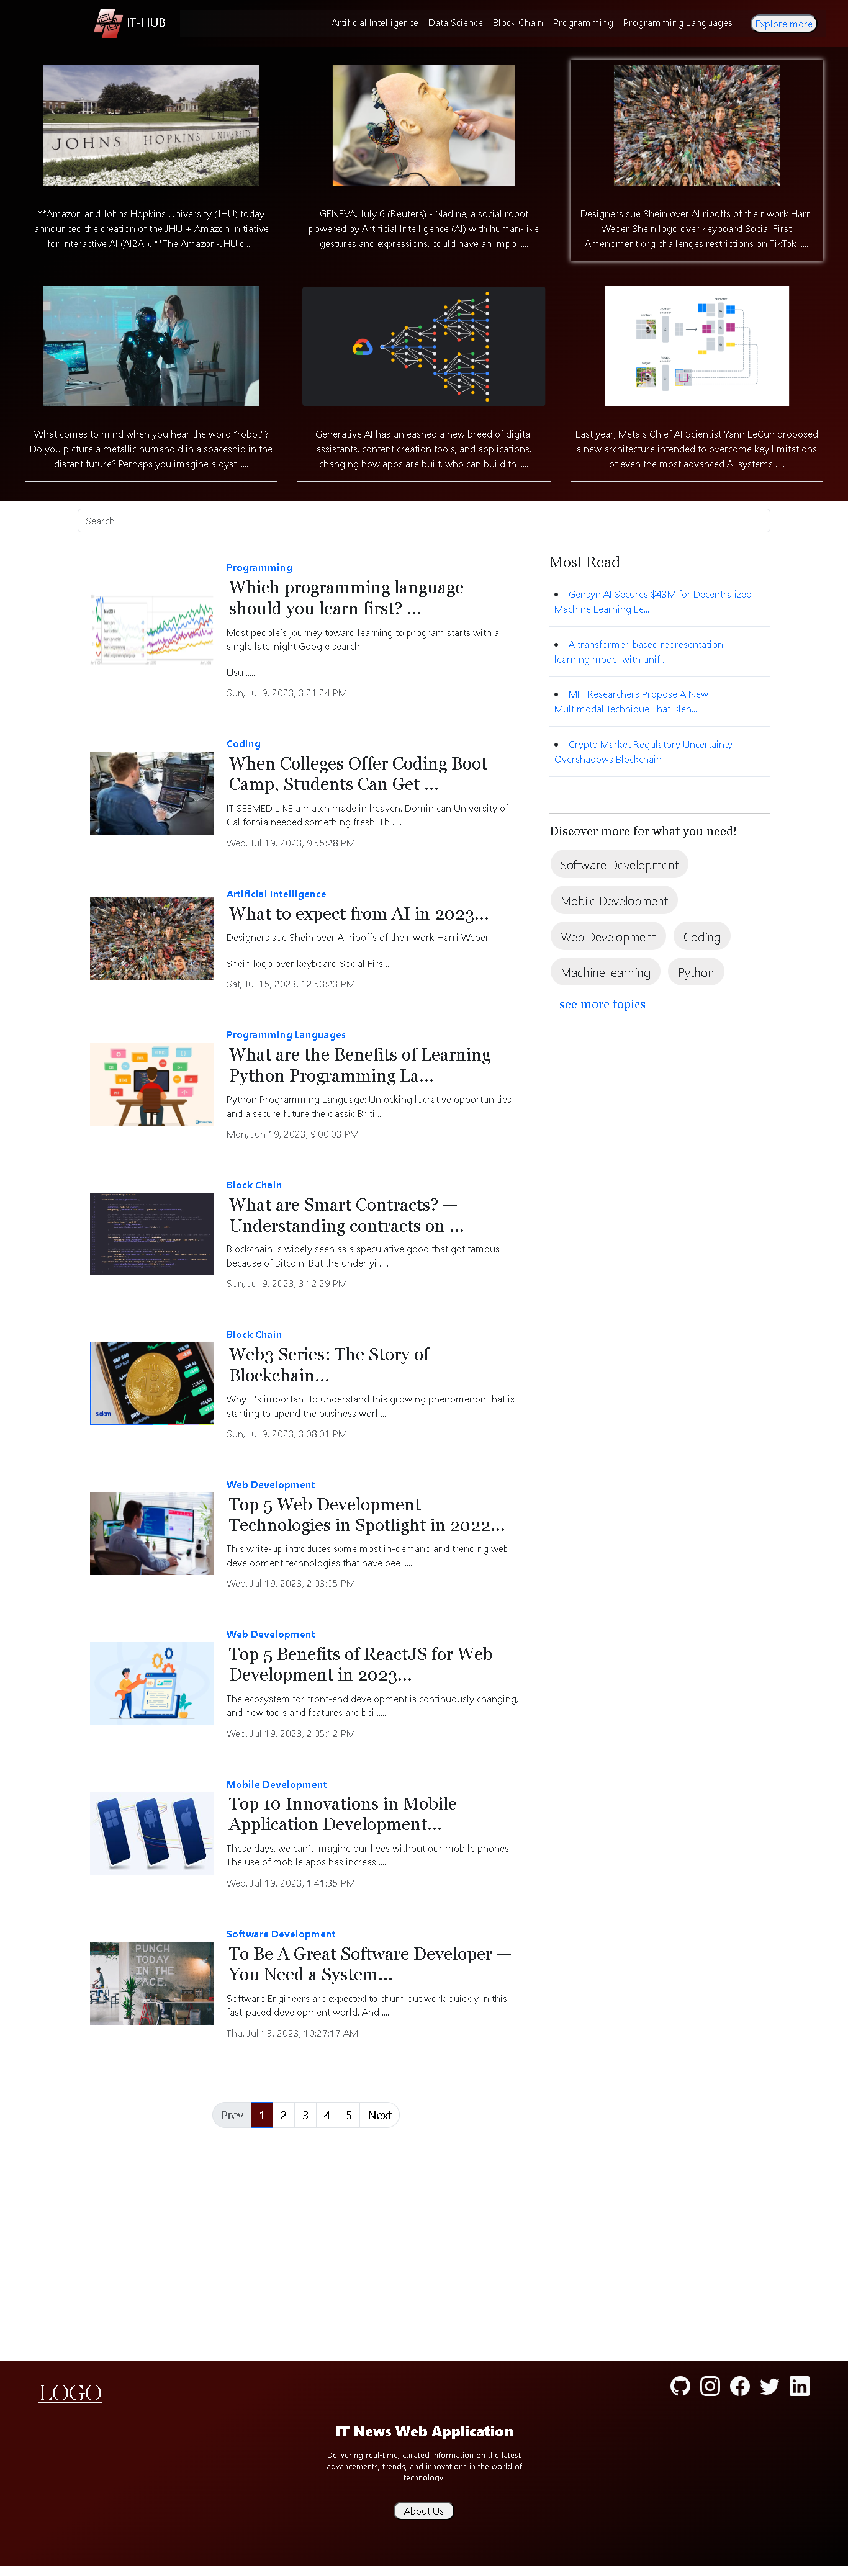 IT-HUB
Artificial Intelligence
Data Science
Block Chain
Programming
Programming Languages
Explore more
JOHNS HOPKINS UNIVERSITY
**Amazon and Johns Hopkins University (JHU) today
announced the creation of the JHU + Amazon Initiative
for Interactive AI (AI2AI). **The Amazon-JHU c .....
GENEVA, July 6 (Reuters) - Nadine, a social robot
powered by Artificial Intelligence (AI) with human-like
gestures and expressions, could have an impo .....
Designers sue Shein over AI ripoffs of their work Harri
Weber Shein logo over keyboard Social First
Amendment org challenges restrictions on TikTok .....
What comes to mind when you hear the word "robot"?
Do you picture a metallic humanoid in a spaceship in the
distant future? Perhaps you imagine a dyst .....
Generative AI has unleashed a new breed of digital
assistants, content creation tools, and applications,
changing how apps are built, who can build th .....
Last year, Meta's Chief AI Scientist Yann LeCun proposed
a new architecture intended to overcome key limitations
of even the most advanced AI systems .....
Search
Programming
Which programming language
should you learn first? ...
Most people's journey toward learning to program starts with a
single late-night Google search.
Usu .....
Sun, Jul 9, 2023, 3:21:24 PM
Coding
When Colleges Offer Coding Boot
Camp, Students Can Get ...
IT SEEMED LIKE a match made in heaven. Dominican University of
California needed something fresh. Th .....
Wed, Jul 19, 2023, 9:55:28 PM
Artificial Intelligence
What to expect from AI in 2023...
Designers sue Shein over AI ripoffs of their work Harri Weber
Shein logo over keyboard Social Firs .....
Sat, Jul 15, 2023, 12:53:23 PM
Programming Languages
What are the Benefits of Learning
Python Programming La...
Python Programming Language: Unlocking lucrative opportunities
and a secure future the classic Briti .....
Mon, Jun 19, 2023, 9:00:03 PM
Block Chain
What are Smart Contracts? —
Understanding contracts on ...
Blockchain is widely seen as a speculative good that got famous
because of Bitcoin. But the underlyi .....
Sun, Jul 9, 2023, 3:12:29 PM
Block Chain
Web3 Series: The Story of
Blockchain...
Why it's important to understand this growing phenomenon that is
starting to upend the business worl .....
Sun, Jul 9, 2023, 3:08:01 PM
Web Development
Top 5 Web Development
Technologies in Spotlight in 2022...
This write-up introduces some most in-demand and trending web
development technologies that have bee .....
Wed, Jul 19, 2023, 2:03:05 PM
Web Development
Top 5 Benefits of ReactJS for Web
Development in 2023...
The ecosystem for front-end development is continuously changing,
and new tools and features are bei .....
Wed, Jul 19, 2023, 2:05:12 PM
Mobile Development
Top 10 Innovations in Mobile
Application Development...
These days, we can't imagine our lives without our mobile phones.
The use of mobile apps has increas .....
Wed, Jul 19, 2023, 1:41:35 PM
Software Development
PUNCH
TODAY
IN THE
FACE.
To Be A Great Software Developer —
You Need a System...
Software Engineers are expected to churn out work quickly in this
fast-paced development world. And .....
Thu, Jul 13, 2023, 10:27:17 AM
Most Read
Gensyn AI Secures $43M for Decentralized
Machine Learning Le...
A transformer-based representation-
learning model with unifi...
MIT Researchers Propose A New
Multimodal Technique That Blen...
Crypto Market Regulatory Uncertainty
Overshadows Blockchain ...
Discover more for what you need!
Software Development
Mobile Development
Web Development
Coding
Machine learning
Python
see more topics
Prev 1 2 3 4 5 Next
LOGO
IT News Web Application
Delivering real-time, curated information on the latest
advancements, trends, and innovations in the world of
technology.
About Us